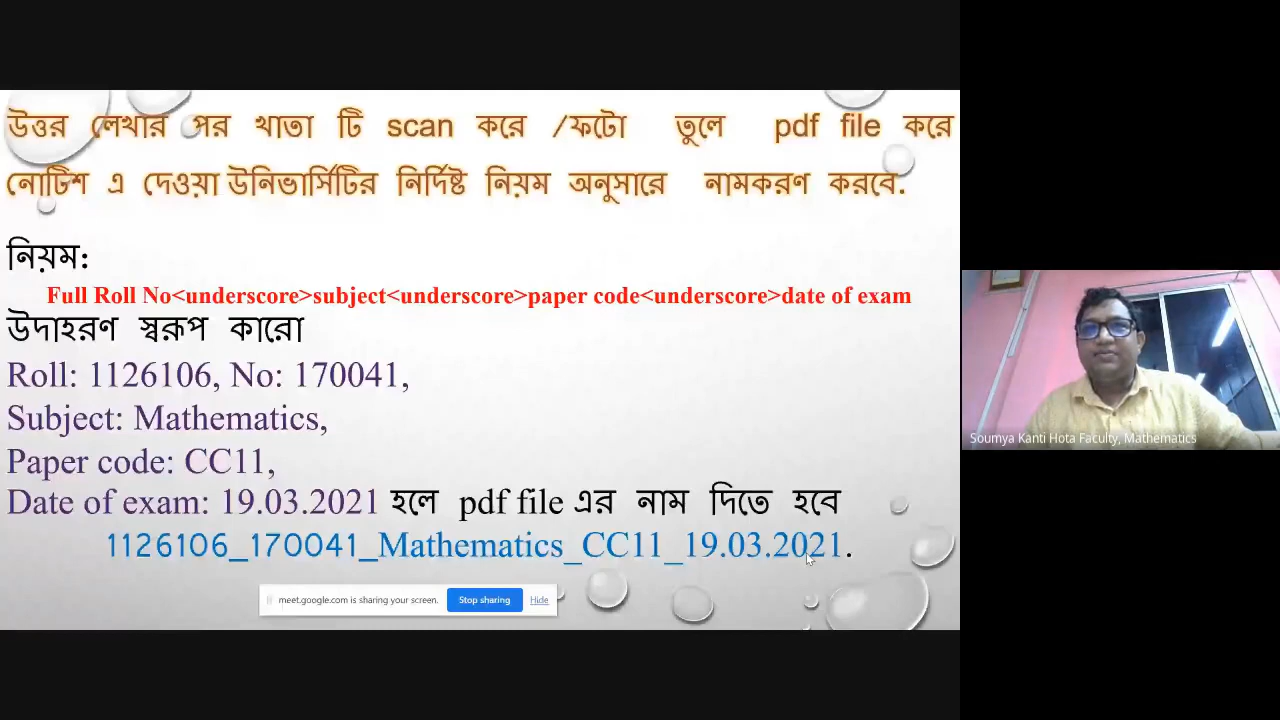 উত্তর লেখার পর খাতা টি scan করে /ফটো তুলে pdf file করে
নোটিশ এ দেওয়া উনিভার্সিটির নির্দিষ্ট নিয়ম অনুসারে নামকরণ করবে.
নিয়ম:
Full Roll No<underscore>subject<underscore>paper code<underscore>date of exam
উদাহরণ স্বরূপ কারো
Roll: 1126106, No: 170041,
Subject: Mathematics,
Paper code: CC11,
Date of exam: 19.03.2021 হলে pdf file এর নাম দিতে হবে
1126106_170041_Mathematics_CC11_19.03.2021.
meet.google.com is sharing your screen. Stop sharing Hide
Soumya Kanti Hota Faculty, Mathematics